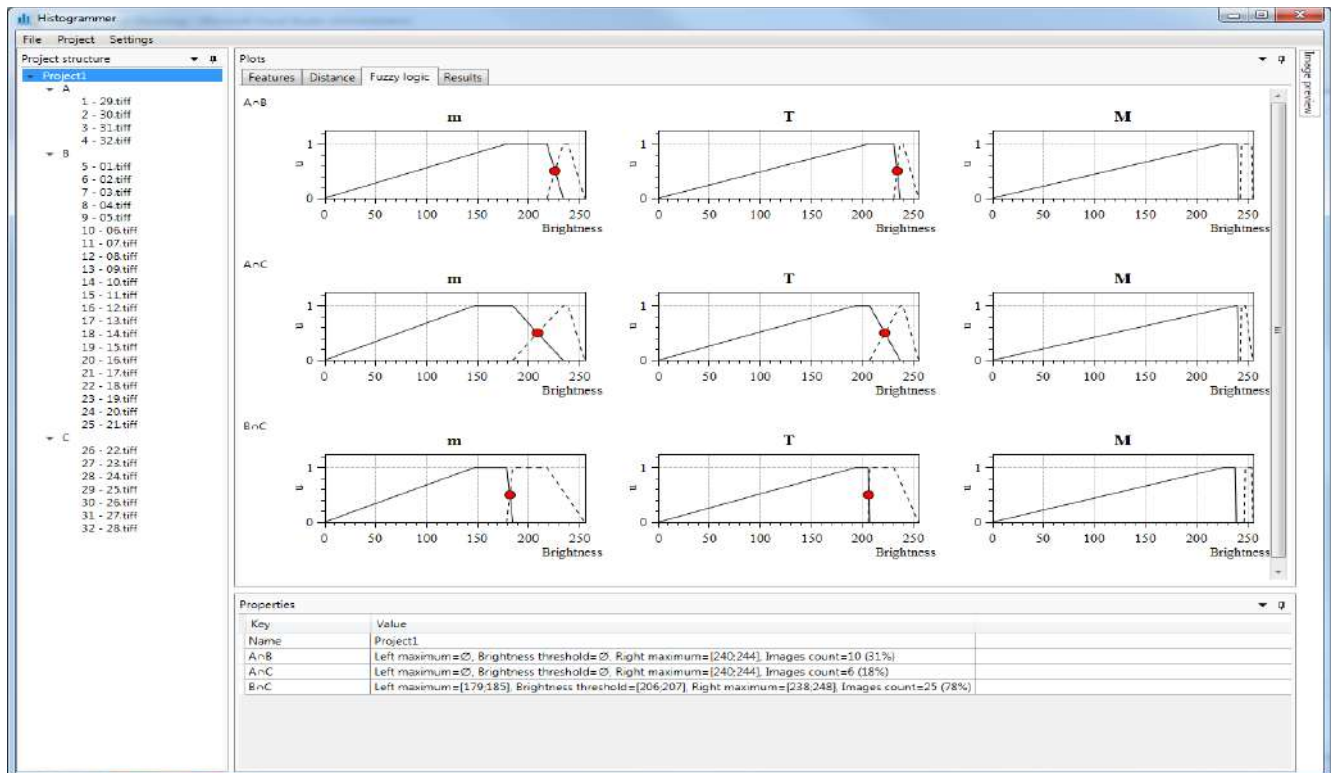 Histogrammer
File Project Settings
Project structure
Project1
A
1 - 29.tiff
2 - 30.tiff
3 - 31.tiff
4 - 32.tiff
B
5 - 01.tiff
6 - 02.tiff
7 - 03.tiff
8 - 04.tiff
9 - 05.tiff
10 - 06.tiff
11 - 07.tiff
12 - 08.tiff
13 - 09.tiff
14 - 10.tiff
15 - 11.tiff
16 - 12.tiff
17 - 13.tiff
18 - 14.tiff
19 - 15.tiff
20 - 16.tiff
21 - 17.tiff
22 - 18.tiff
23 - 19.tiff
24 - 20.tiff
25 - 21.tiff
C
26 - 22.tiff
27 - 23.tiff
28 - 24.tiff
29 - 25.tiff
30 - 26.tiff
31 - 27.tiff
32 - 28.tiff
Plots
Features Distance Fuzzy logic Results
A∩B
m T M
1 1 1
u u u
0 0 0
0 50 100 150 200 250 0 50 100 150 200 250 0 50 100 150 200 250
Brightness Brightness Brightness
A∩C
m T M
1 1 1
u u u
0 0 0
0 50 100 150 200 250 0 50 100 150 200 250 0 50 100 150 200 250
Brightness Brightness Brightness
B∩C
m T M
1 1 1
u u u
0 0 0
0 50 100 150 200 250 0 50 100 150 200 250 0 50 100 150 200 250
Brightness Brightness Brightness
Image preview
Properties
Key Value
Name Project1
A∩B Left maximum=∅, Brightness threshold=∅, Right maximum=[240;244], Images count=10 (31%)
A∩C Left maximum=∅, Brightness threshold=∅, Right maximum=[240;244], Images count=6 (18%)
B∩C Left maximum=[179;185], Brightness threshold=[206;207], Right maximum=[238;248], Images count=25 (78%)